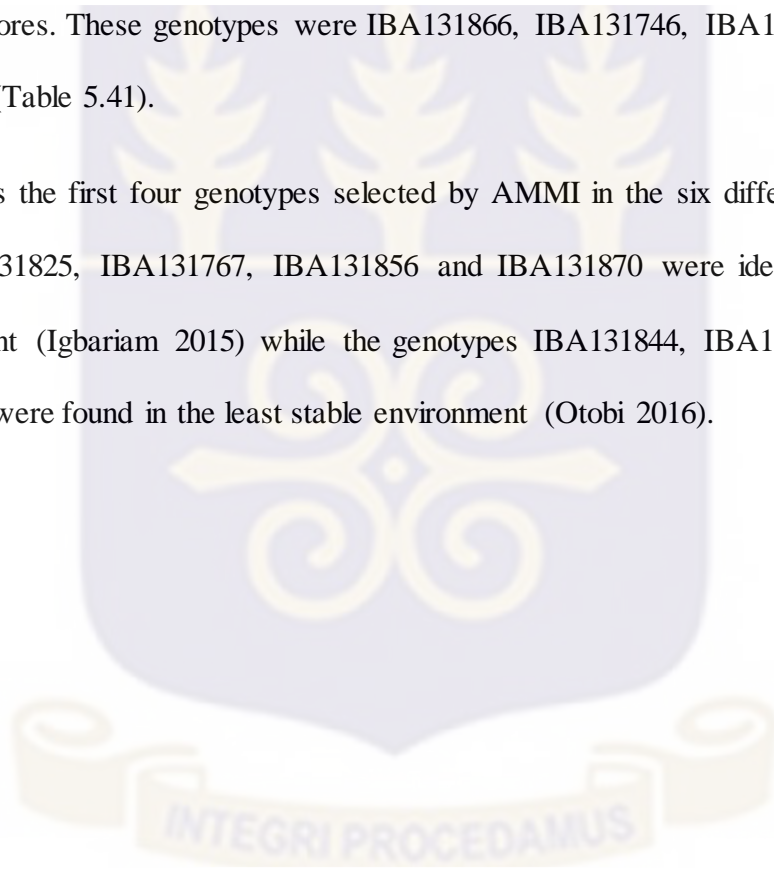 ores. These genotypes were IBA131866, IBA131746, IBA1
(Table 5.41).
s the first four genotypes selected by AMMI in the six diffe
31825, IBA131767, IBA131856 and IBA131870 were ide
nt (Igbariam 2015) while the genotypes IBA131844, IBA1
were found in the least stable environment (Otobi 2016).
INTEGRI PROCEDAMUS